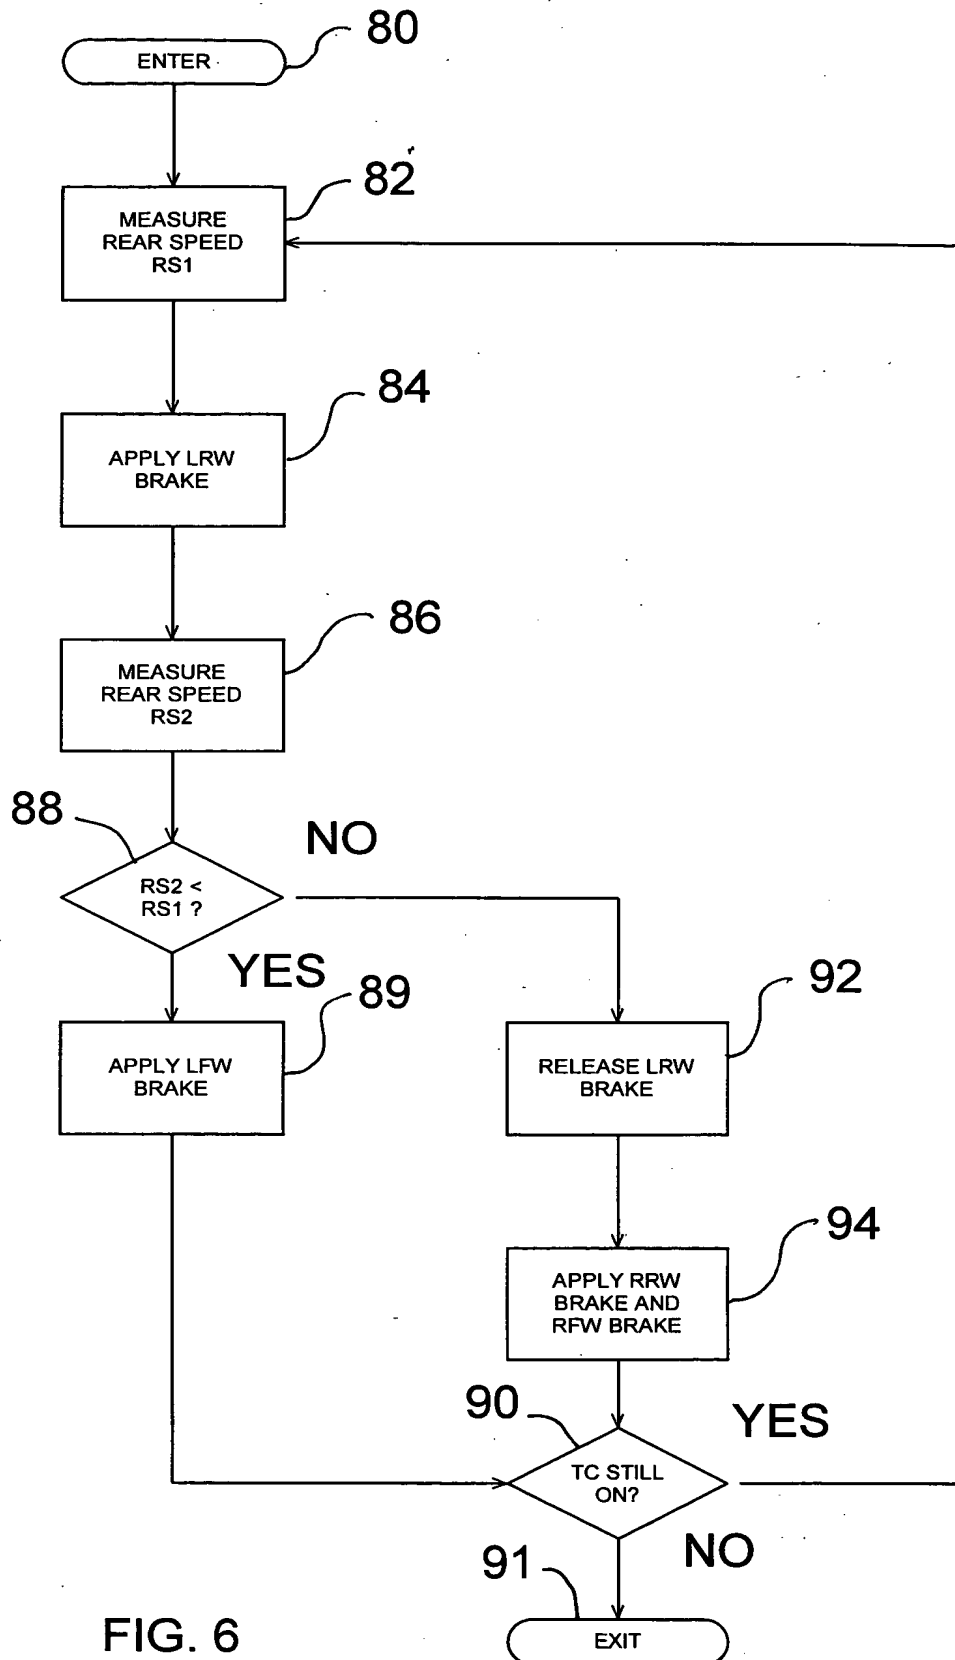 80
ENTER
82
MEASURE
REAR SPEED
RS1
84
APPLY LRW
BRAKE
86
MEASURE
REAR SPEED
RS2
88
NO
RS2 <
RS1 ?
YES
89
92
APPLY LFW
BRAKE
RELEASE LRW
BRAKE
94
APPLY RRW
BRAKE AND
RFW BRAKE
90
YES
TC STILL
ON?
NO
91
EXIT
FIG. 6